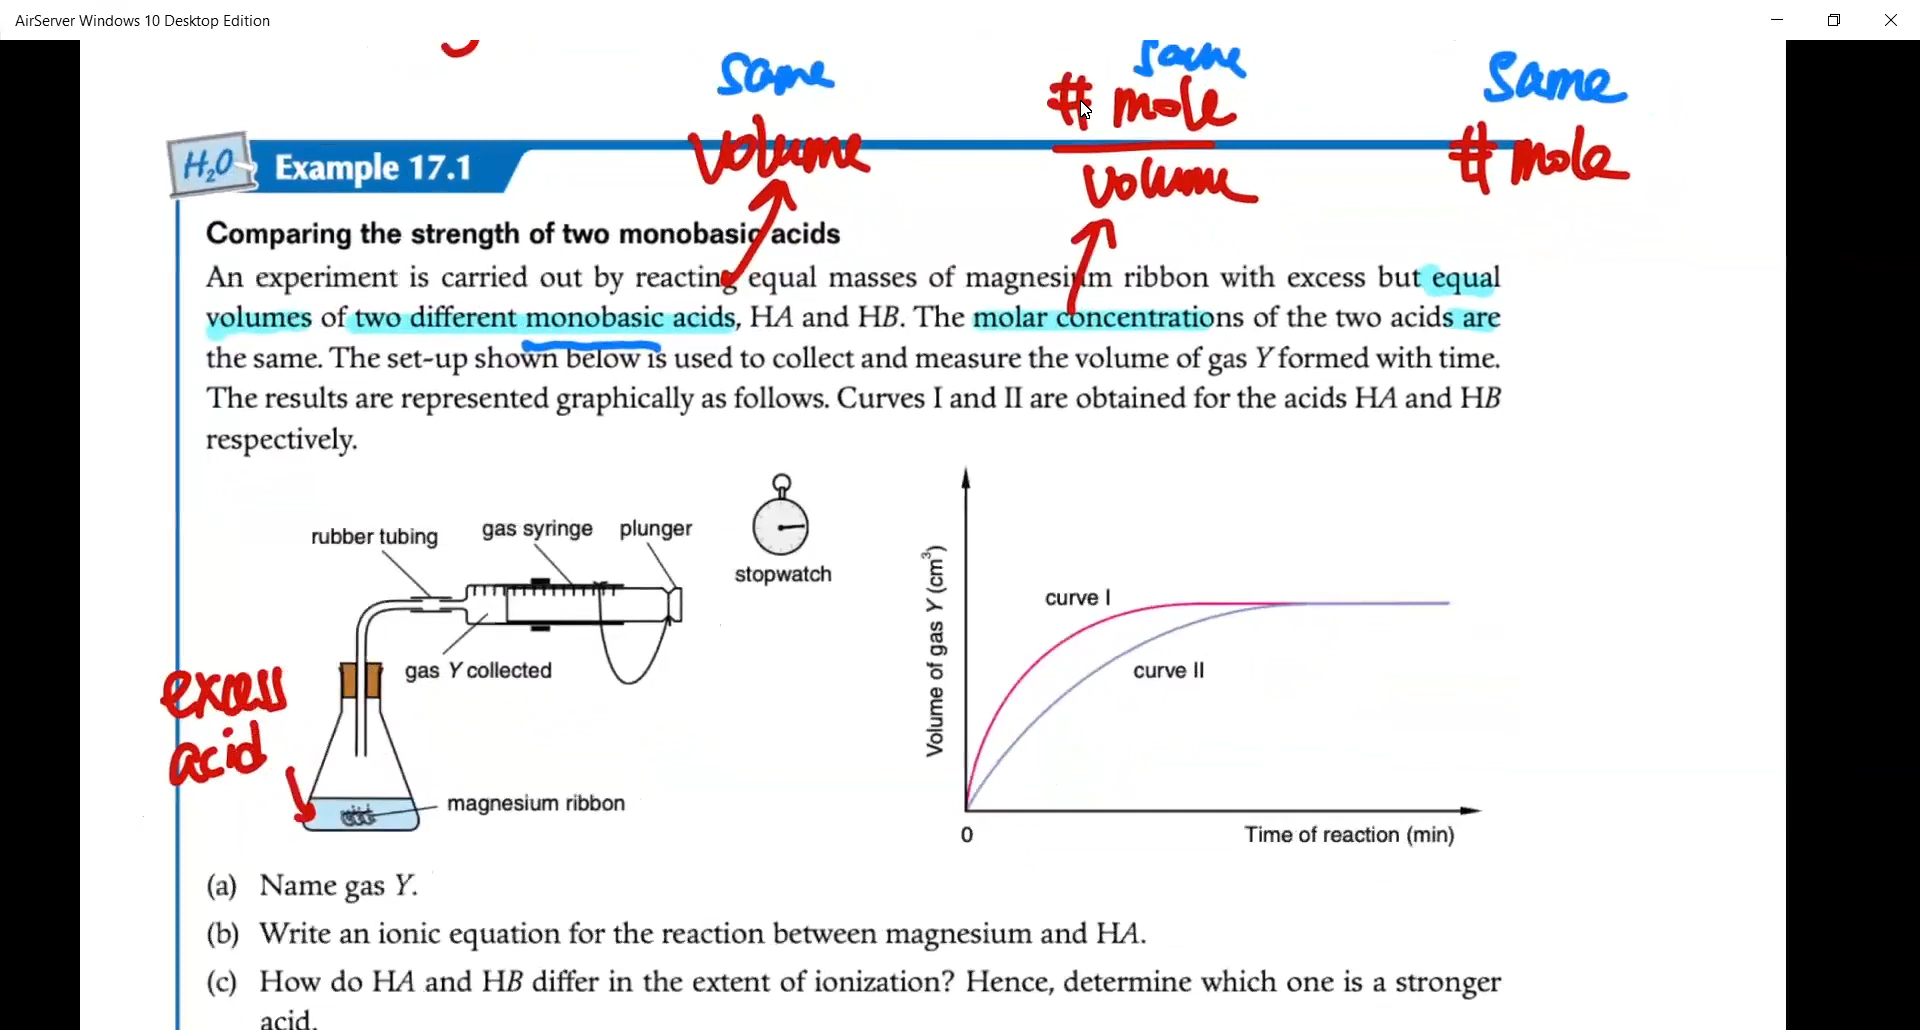 AirServer Windows 10 Desktop Edition
same same same
# mole
volume volume # mole
H₂O Example 17.1
Comparing the strength of two monobasic acids
An experiment is carried out by reacting equal masses of magnesium ribbon with excess but equal
volumes of two different monobasic acids, HA and HB. The molar concentrations of the two acids are
the same. The set-up shown below is used to collect and measure the volume of gas Y formed with time.
The results are represented graphically as follows. Curves I and II are obtained for the acids HA and HB
respectively.
rubber tubing gas syringe plunger
stopwatch
gas Y collected
excess
acid
magnesium ribbon
Volume of gas Y (cm³)
curve I
curve II
0 Time of reaction (min)
(a) Name gas Y.
(b) Write an ionic equation for the reaction between magnesium and HA.
(c) How do HA and HB differ in the extent of ionization? Hence, determine which one is a stronger
acid.